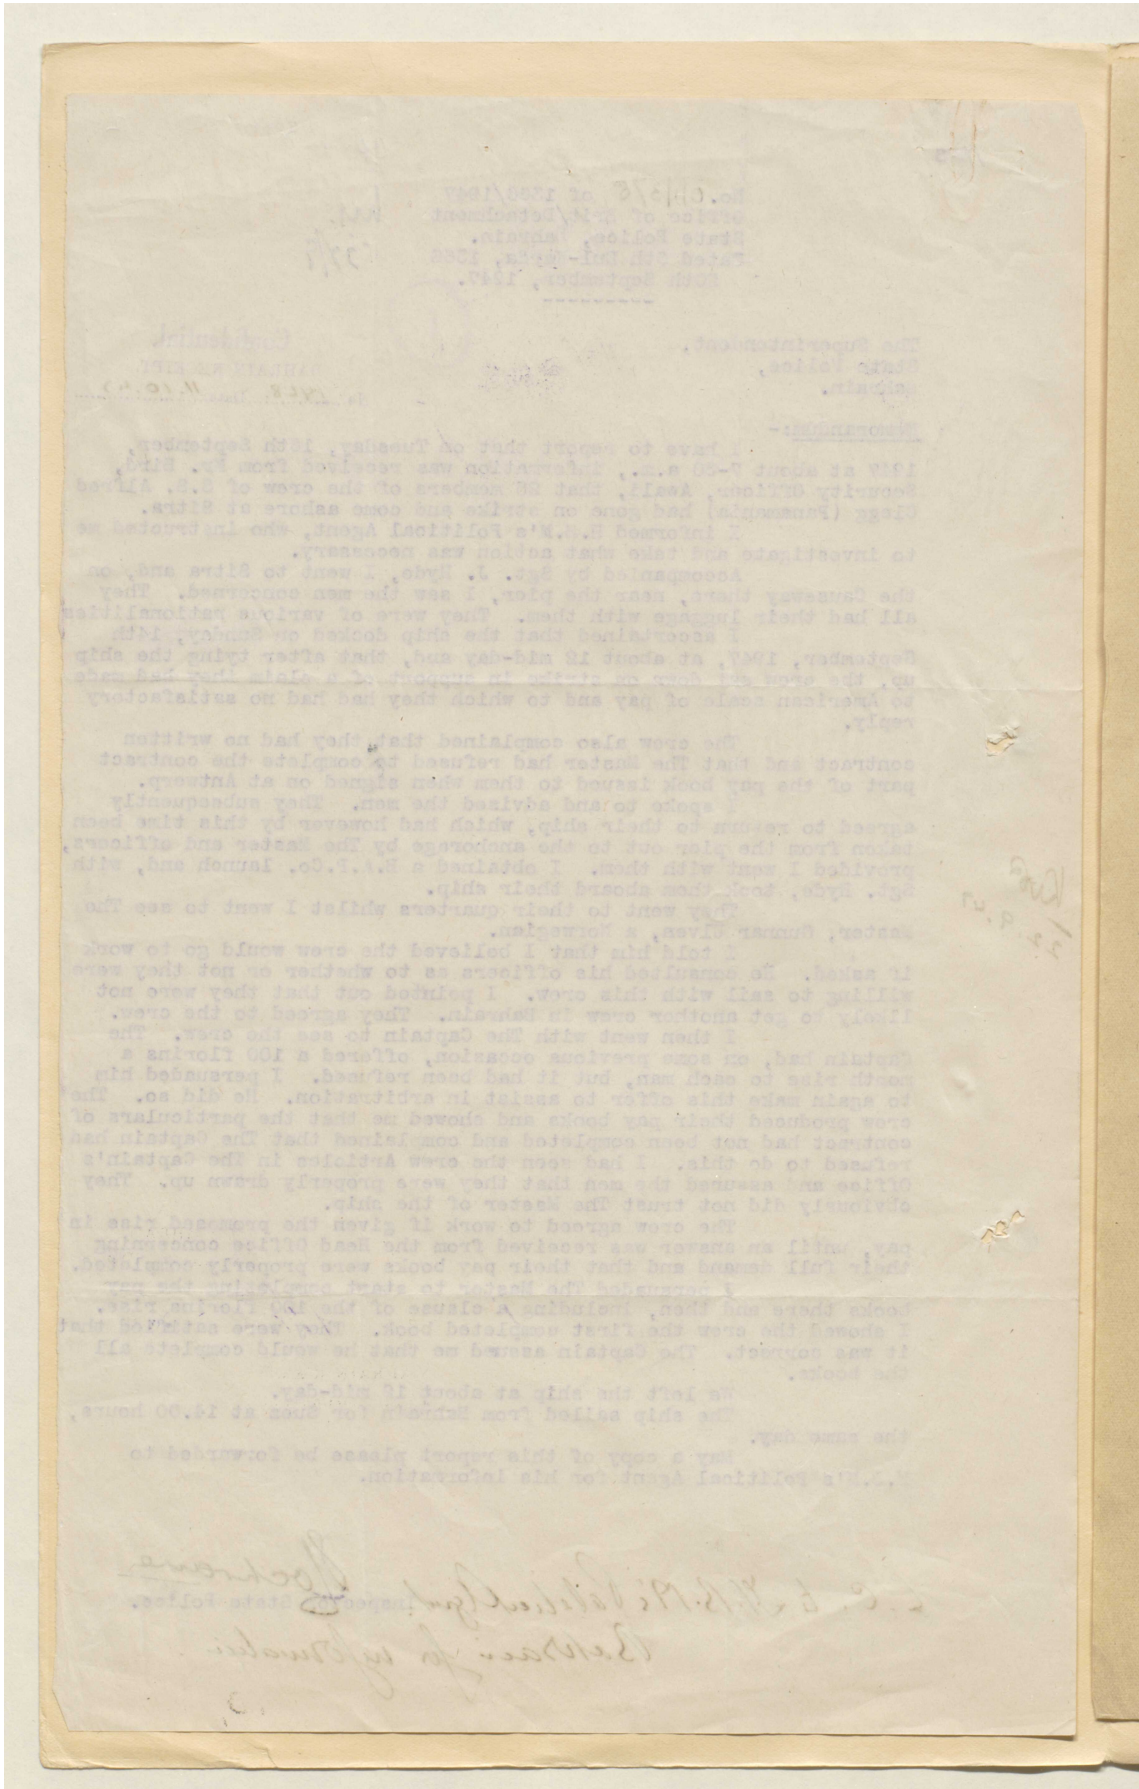 of 1366/1947
Office of Detachment
State Police, Bahrain.
September, 1947.
Confidential
The Superintendent,
State Police,
Bahrain.
11.10.47
Memorandum:-
I have to report that on Tuesday, 16th September,
1947 at about 7-30 a.m., information was received from Mr. Bird,
Security Officer, Awali, that 26 members of the crew of S.S. Alfred
Clegg (Panamania) had gone on strike and come ashore at Sitra.
I informed H.B.M's Political Agent, who instructed me
to investigate and take what action was necessary.
Accompanied by Sgt. J. Hyde, I went to Sitra and, on
the Causeway there, near the pier, I saw the men concerned. They
all had their luggage with them. They were of various nationalities
I ascertained that the ship docked on Sunday, 14th
September, 1947, at about 12 mid-day and, that after tying the ship
up, the crew on strike in support of a claim they had made
to American scale of pay and to which they had had no satisfactory
reply.
The crew also complained that they had no written
contract and that The Master had refused to complete the contract
part of the pay book issued to them when signed on at Antwerp.
I spoke to and advised the men. They subsequently
agreed to return to their ship, which had however by this time been
taken from the pier out to the anchorage by The Master and officers,
provided I went with them. I obtained a launch and, with
Sgt. Hyde, took them aboard their ship.
They went to their quarters whilst I went to see The
Master, Gunnar a Norwegian.
I told him that I believed the crew would go to work
if asked. He consulted his officers as to whether or not they were
willing to sail with this crew. I pointed out that they were not
likely to get another crew in Bahrain. They agreed to the crew.
I then went with The Captain to see the crew. The
Captain had, on some previous occasion, offered a 100 florins a
month rise to each man, but it had been refused. I persuaded him
to again make this offer to assist in arbitration. He did so. The
crew produced their pay books and showed me that the particulars of
contract had not been completed and complained that The Captain had
refused to do this. I had seen the crew Articles in The Captain's
Office and assured the men that they were properly drawn up. They
obviously did not trust The Master of the ship.
The crew agreed to work if given the promised rise in
pay, until an answer was received from the Head Office concerning
their full demand and that their pay books were properly completed.
I persuaded The Master to start completing the pay
books there and then, including a clause of the 100 florins rise.
I showed the crew the first completed book. They were satisfied that
it was correct. The Captain assured me that he would complete all
the books.
We left the ship at about 12 mid-day.
The ship sailed from Bahrain for Suez at 14.00 hours,
the same day.
May a copy of this report please be forwarded to
Political Agent for his information.
Inspector State Police.
H.B.M's Political Agent
Bahrain for information